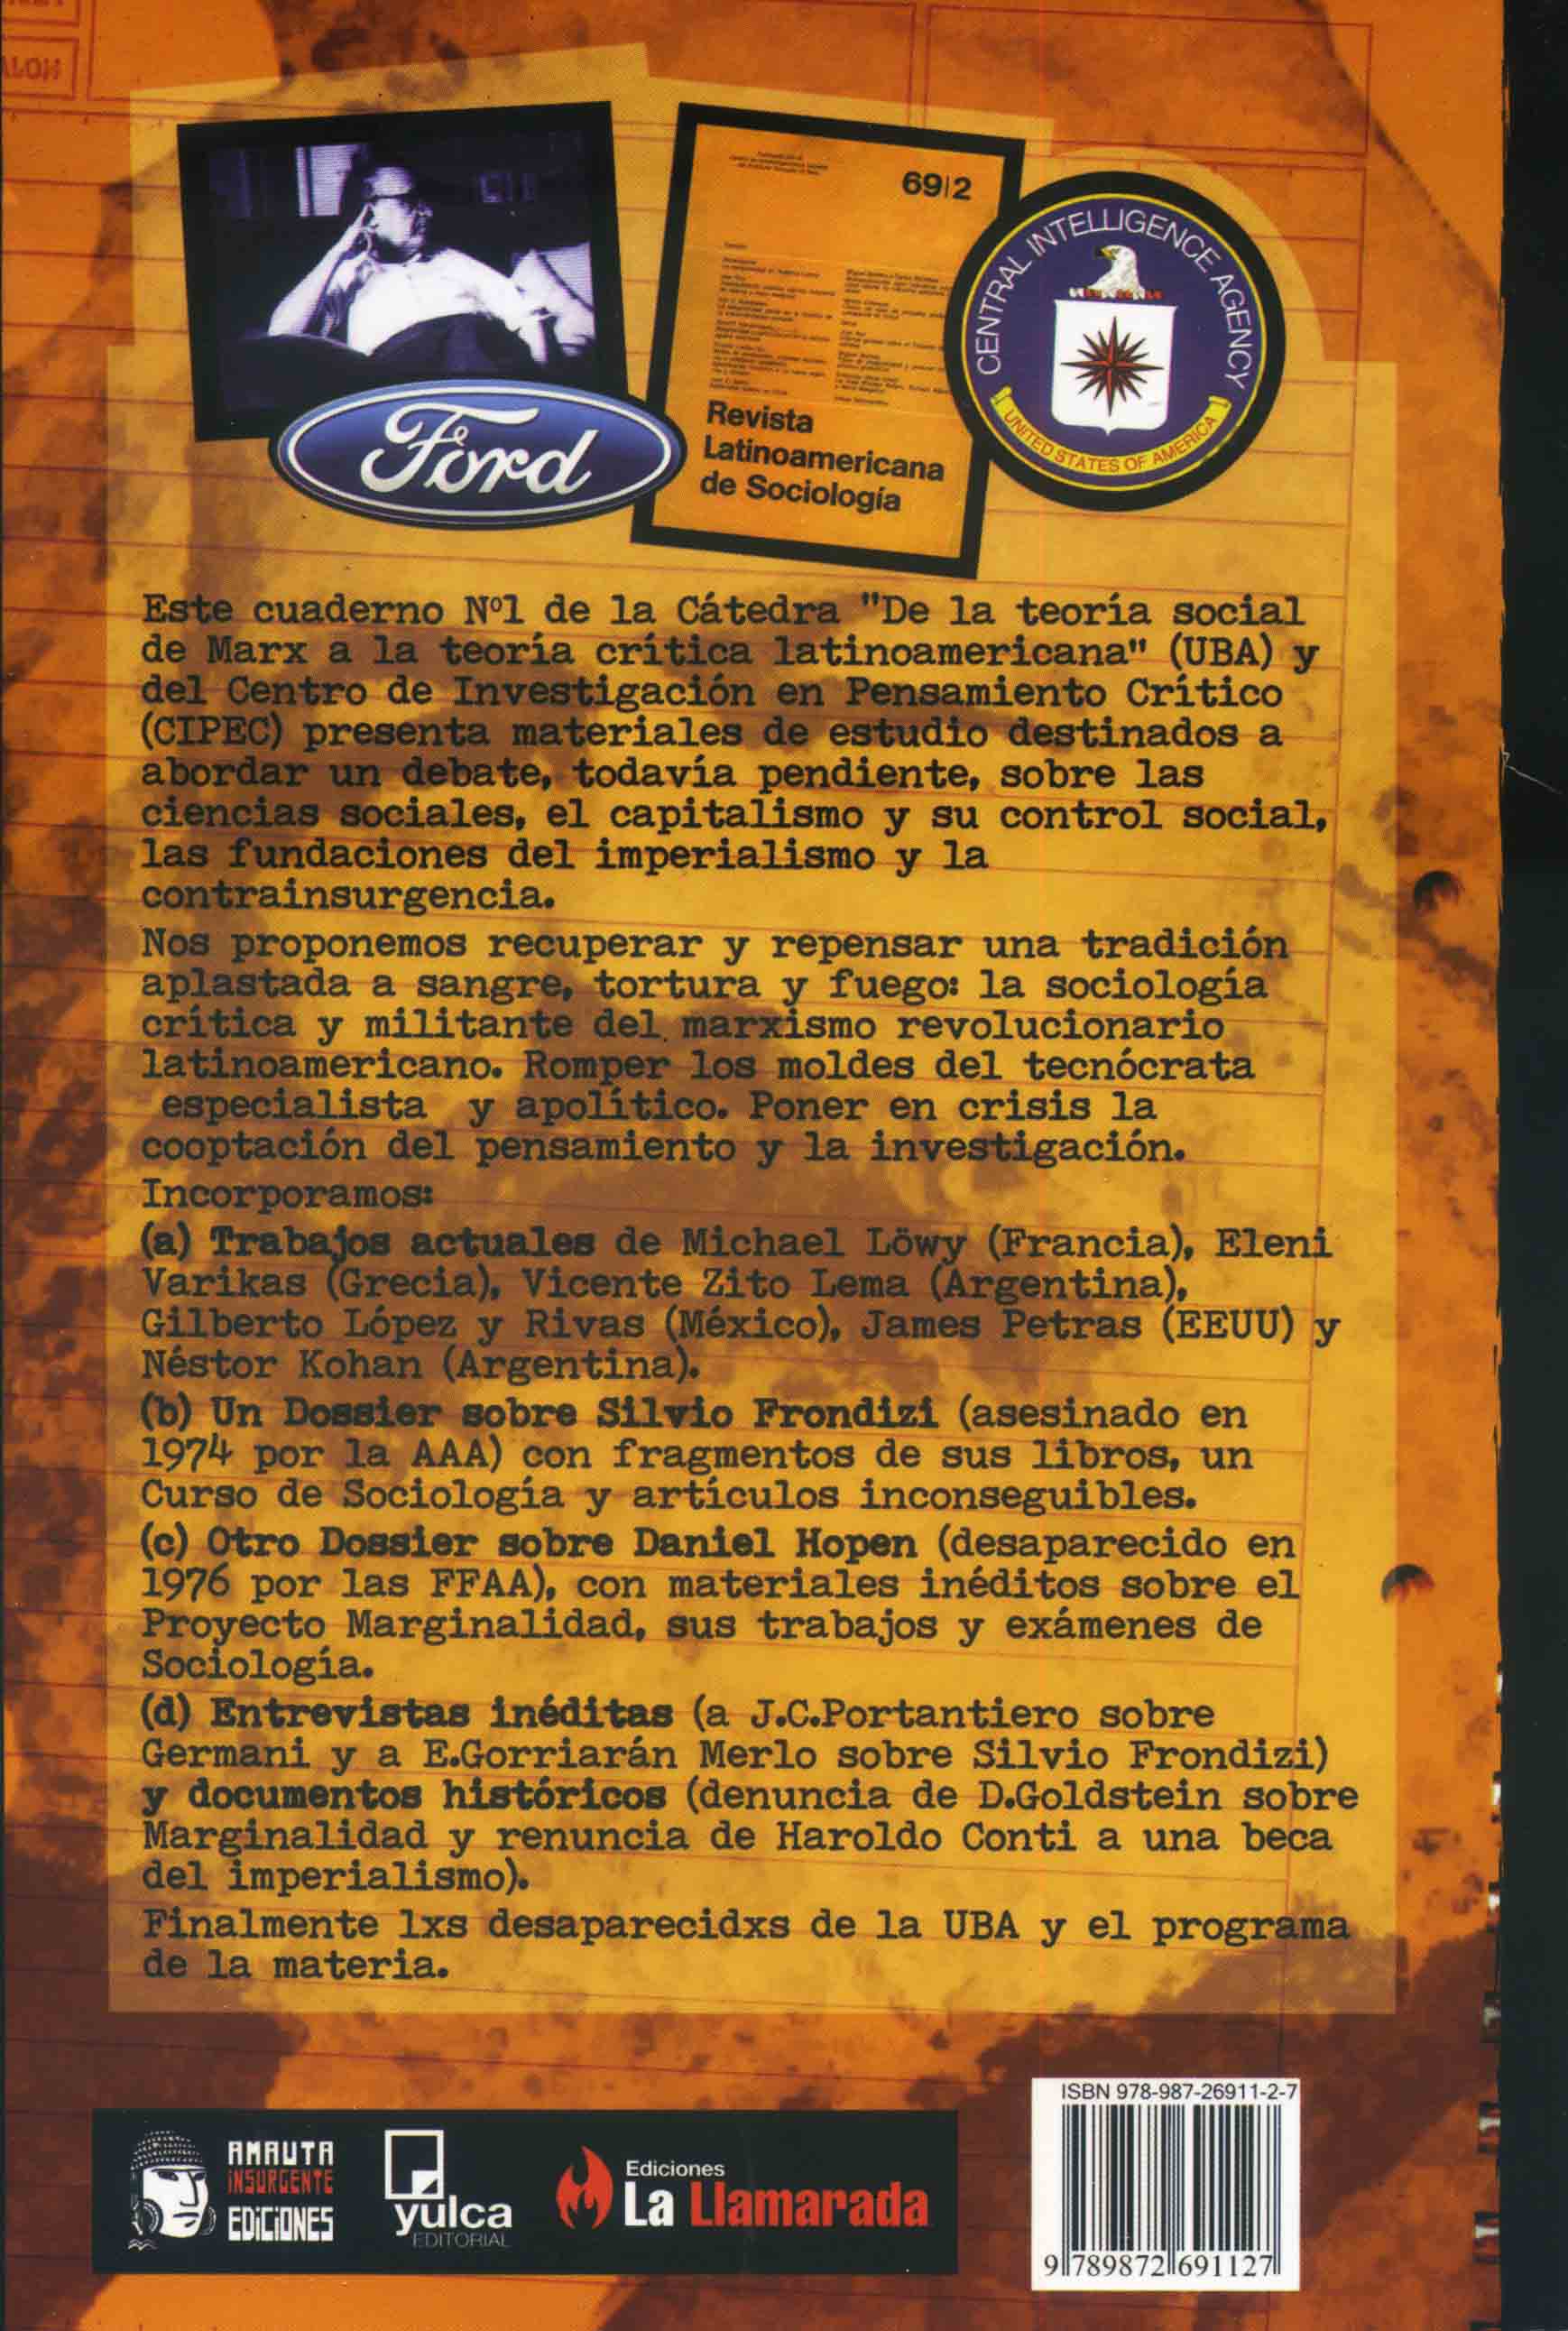 69|2
Revista
Latinoamericana
de Sociología
Ford
CENTRAL INTELLIGENCE AGENCY
UNITED STATES OF AMERICA
Este cuaderno Nº1 de la Cátedra "De la teoría social
de Marx a la teoría crítica latinoamericana" (UBA) y
del Centro de Investigación en Pensamiento Crítico
(CIPEC) presenta materiales de estudio destinados a
abordar un debate, todavía pendiente, sobre las
ciencias sociales, el capitalismo y su control social,
las fundaciones del imperialismo y la
contrainsurgencia.
Nos proponemos recuperar y repensar una tradición
aplastada a sangre, tortura y fuego: la sociología
crítica y militante del marxismo revolucionario
latinoamericano. Romper los moldes del tecnócrata
especialista y apolítico. Poner en crisis la
cooptación del pensamiento y la investigación.
Incorporamos:
(a) Trabajos actuales de Michael Löwy (Francia), Eleni
Varikas (Grecia), Vicente Zito Lema (Argentina),
Gilberto López y Rivas (México), James Petras (EEUU) y
Néstor Kohan (Argentina).
(b) Un Dossier sobre Silvio Frondizi (asesinado en
1974 por la AAA) con fragmentos de sus libros, un
Curso de Sociología y artículos inconseguibles.
(c) Otro Dossier sobre Daniel Hopen (desaparecido en
1976 por las FFAA), con materiales inéditos sobre el
Proyecto Marginalidad, sus trabajos y exámenes de
Sociología.
(d) Entrevistas inéditas (a J.C.Portantiero sobre
Germani y a E.Gorriarán Merlo sobre Silvio Frondizi)
y documentos históricos (denuncia de D.Goldstein sobre
Marginalidad y renuncia de Haroldo Conti a una beca
del imperialismo).
Finalmente lxs desaparecidxs de la UBA y el programa
de la materia.
AMAUTA
INSURGENTE
EDICIONES
yulca
EDITORIAL
Ediciones
La Llamarada
ISBN 978-987-26911-2-7
9 789872 691127